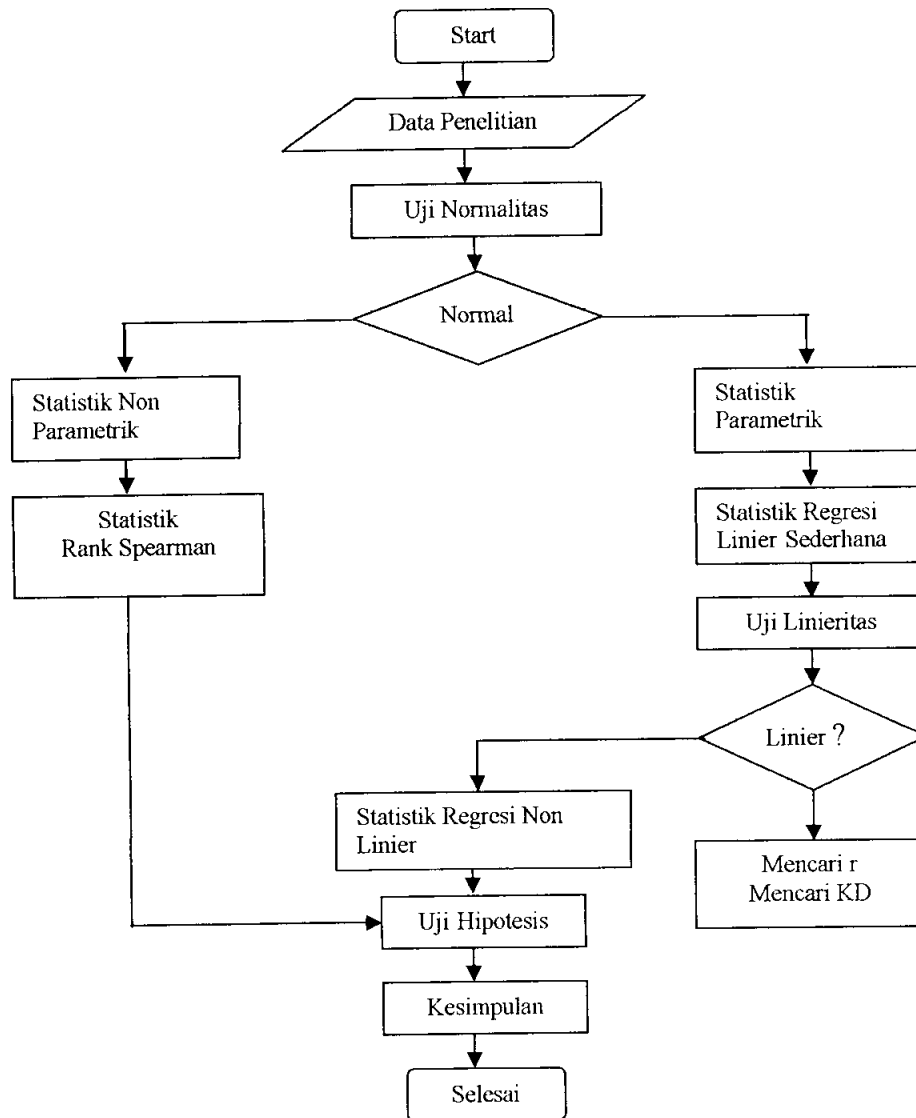 Start
Data Penelitian
Uji Normalitas
Normal
Statistik Non
Parametrik
Statistik
Parametrik
Statistik
Rank Spearman
Statistik Regresi
Linier Sederhana
Uji Linieritas
Linier ?
Statistik Regresi Non
Linier
Mencari r
Mencari KD
Uji Hipotesis
Kesimpulan
Selesai